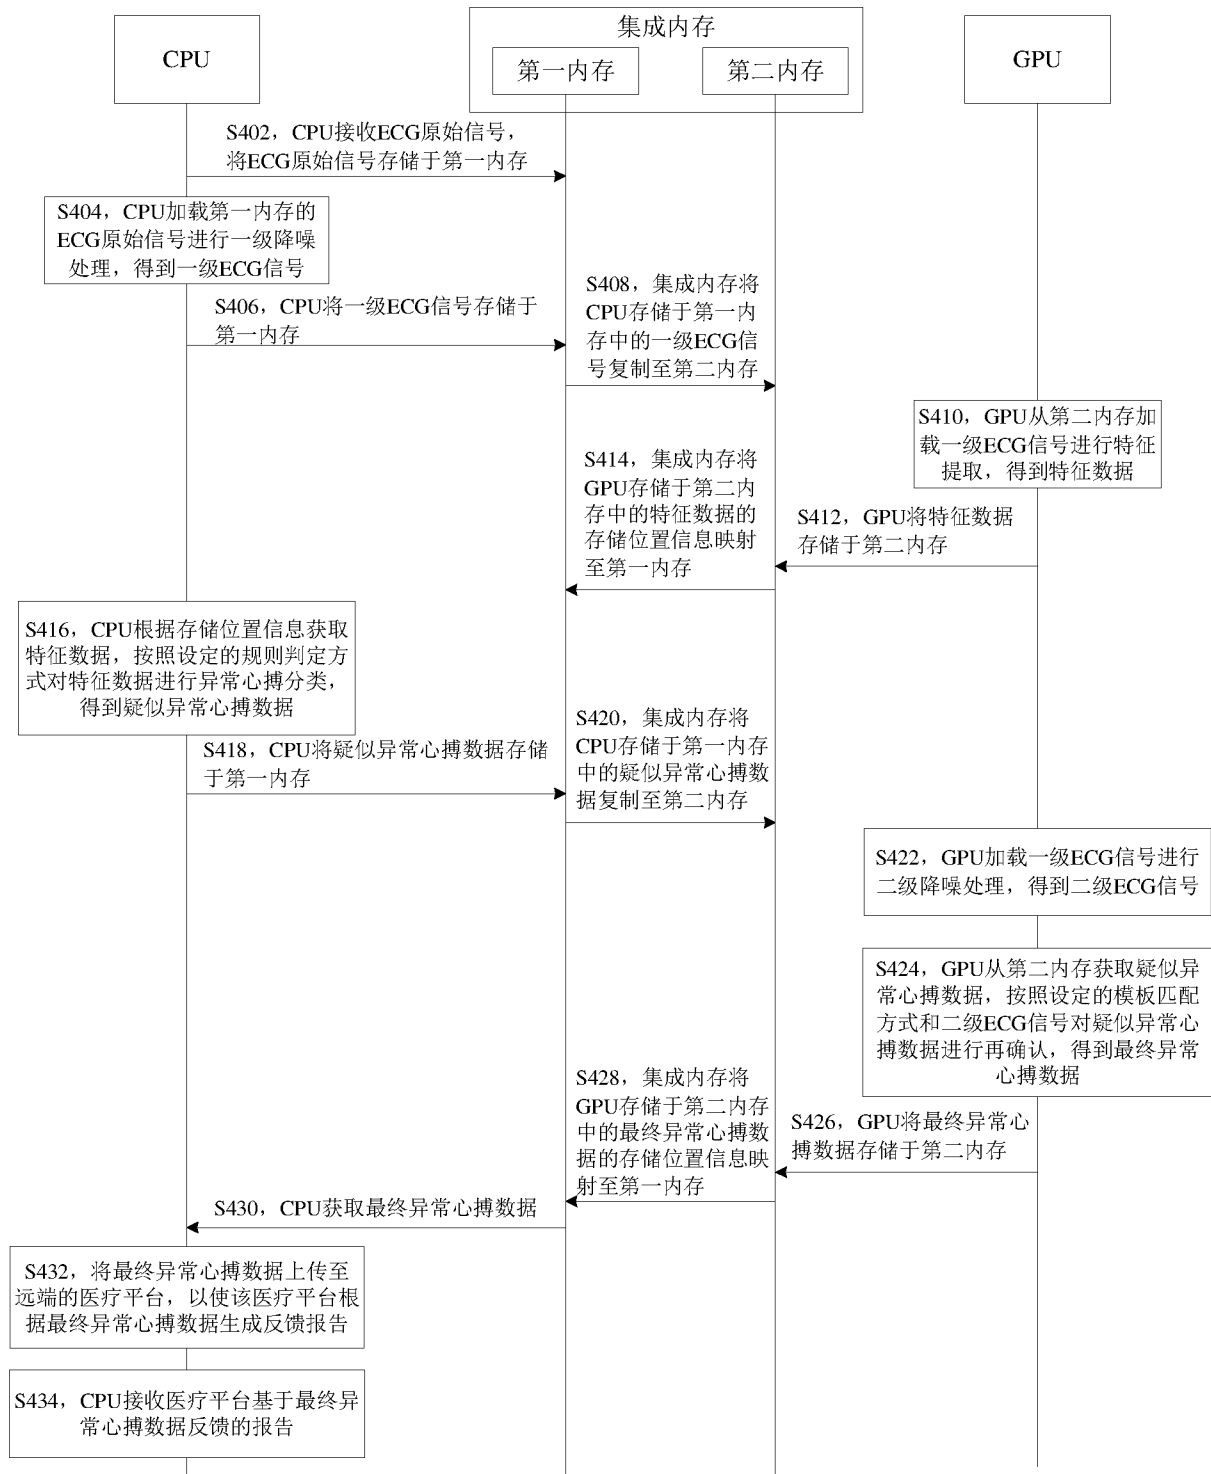 CPU
集成内存
第一内存
第二内存
GPU
S402，CPU接收ECG原始信号，
将ECG原始信号存储于第一内存
S404，CPU加载第一内存的
ECG原始信号进行一级降噪
处理，得到一级ECG信号
S406，CPU将一级ECG信号存储于
第一内存
S408，集成内存将
CPU存储于第一内
存中的一级ECG信
号复制至第二内存
S410，GPU从第二内存加
载一级ECG信号进行特征
提取，得到特征数据
S412，GPU将特征数据
存储于第二内存
S414，集成内存将
GPU存储于第二内
存中的特征数据的
存储位置信息映射
至第一内存
S416，CPU根据存储位置信息获取
特征数据，按照设定的规则判定方
式对特征数据进行异常心搏分类，
得到疑似异常心搏数据
S418，CPU将疑似异常心搏数据存储
于第一内存
S420，集成内存将
CPU存储于第一内存
中的疑似异常心搏数
据复制至第二内存
S422，GPU加载一级ECG信号进行
二级降噪处理，得到二级ECG信号
S424，GPU从第二内存获取疑似异
常心搏数据，按照设定的模板匹配
方式和二级ECG信号对疑似异常心
搏数据进行再确认，得到最终异常
心搏数据
S426，GPU将最终异常心
搏数据存储于第二内存
S428，集成内存将
GPU存储于第二内存
中的最终异常心搏数
据的存储位置信息映
射至第一内存
S430，CPU获取最终异常心搏数据
S432，将最终异常心搏数据上传至
远端的医疗平台，以使该医疗平台根
据最终异常心搏数据生成反馈报告
S434，CPU接收医疗平台基于最终异
常心搏数据反馈的报告